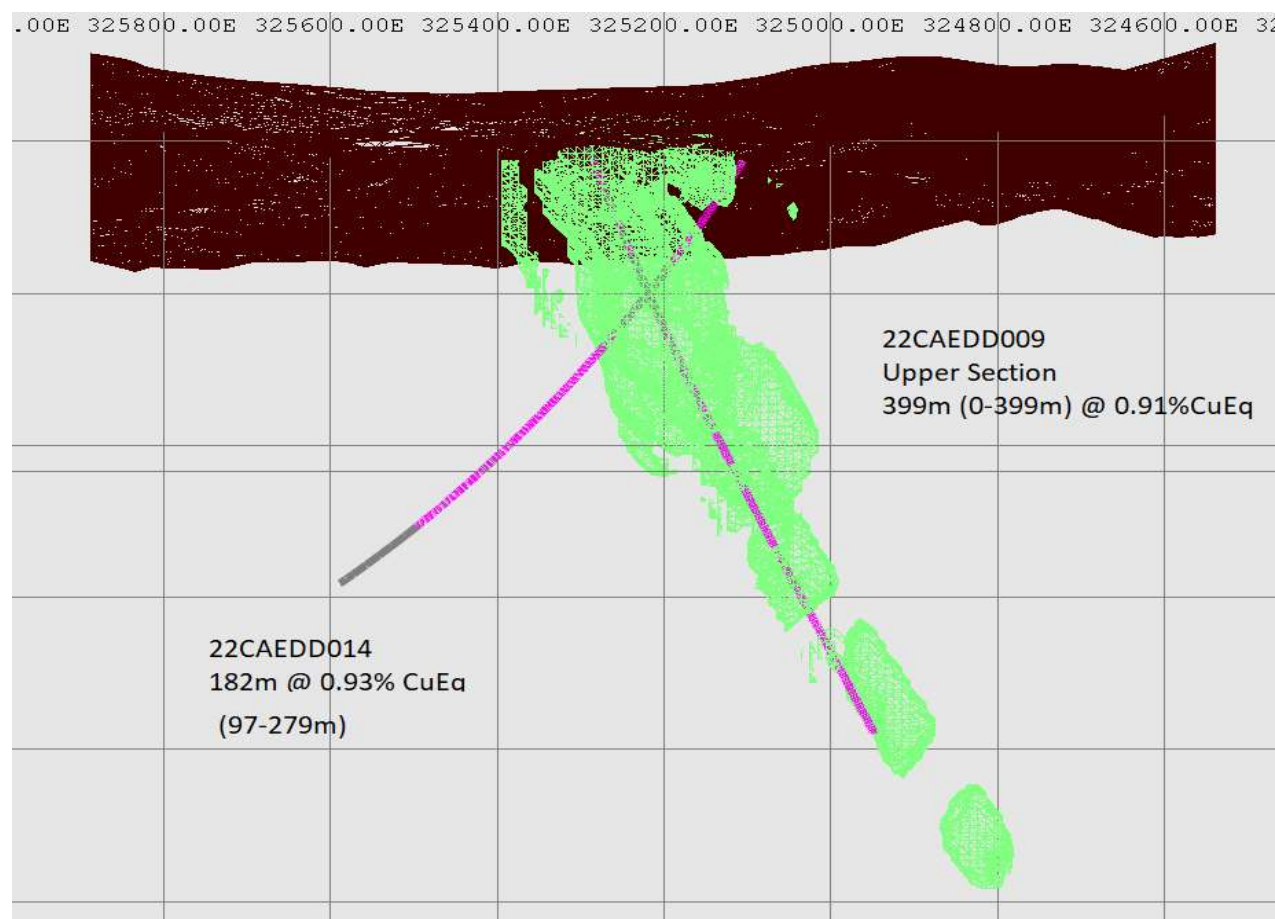 .00E 325800.00E 325600.00E 325400.00E 325200.00E 325000.00E 324800.00E 324600.00E 32
22CAEDD009
Upper Section
399m (0-399m) @ 0.91%CuEq
22CAEDD014
182m @ 0.93% CuEq
(97-279m)